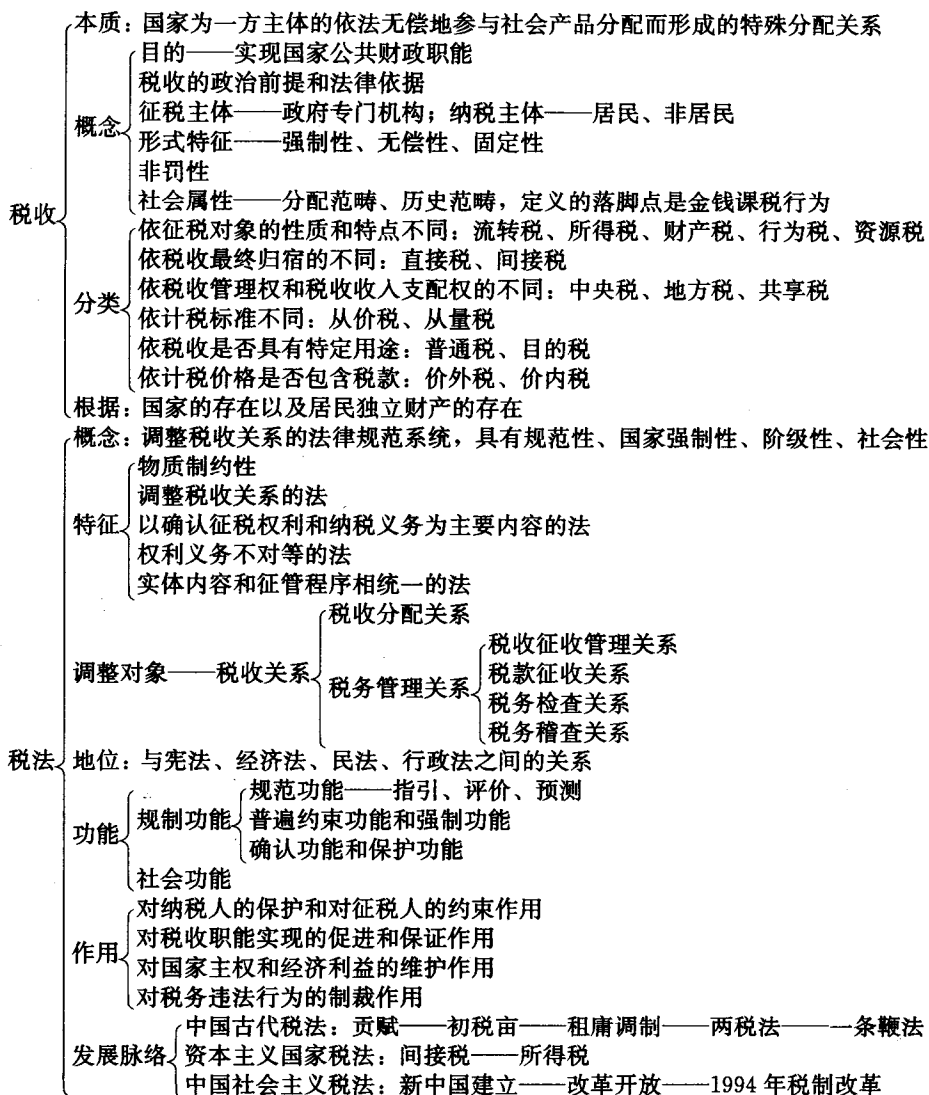 本质：国家为一方主体的依法无偿地参与社会产品分配而形成的特殊分配关系
目的——实现国家公共财政职能
税收的政治前提和法律依据
征税主体——政府专门机构；纳税主体——居民、非居民
概念
形式特征——强制性、无偿性、固定性
非罚性
社会属性——分配范畴、历史范畴，定义的落脚点是金钱课税行为
税收
依征税对象的性质和特点不同：流转税、所得税、财产税、行为税、资源税
依税收最终归宿的不同：直接税、间接税
依税收管理权和税收收入支配权的不同：中央税、地方税、共享税
分类
依计税标准不同：从价税、从量税
依税收是否具有特定用途：普通税、目的税
依计税价格是否包含税款：价外税、价内税
根据：国家的存在以及居民独立财产的存在
概念：调整税收关系的法律规范系统，具有规范性、国家强制性、阶级性、社会性
物质制约性
调整税收关系的法
特征 以确认征税权利和纳税义务为主要内容的法
权利义务不对等的法
实体内容和征管程序相统一的法
税收分配关系
税收征收管理关系
调整对象——税收关系
税务管理关系
税款征收关系
税务检查关系
税务稽查关系
税法 地位：与宪法、经济法、民法、行政法之间的关系
规范功能——指引、评价、预测
功能 规制功能 普遍约束功能和强制功能
确认功能和保护功能
社会功能
对纳税人的保护和对征税人的约束作用
对税收职能实现的促进和保证作用
作用
对国家主权和经济利益的维护作用
对税务违法行为的制裁作用
中国古代税法：贡赋——初税亩——租庸调制——两税法——一条鞭法
发展脉络 资本主义国家税法：间接税——所得税
中国社会主义税法：新中国建立——改革开放——1994年税制改革